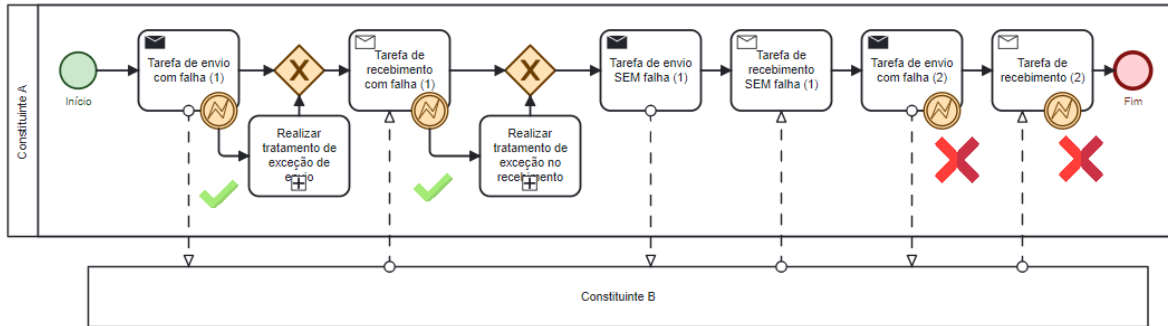 Constituinte A
Início
Tarefa de envio
com falha (1)
X
Realizar
tratamento de
exceção de
envio
Tarefa de
recebimento
com falha (1)
X
Realizar
tratamento de
exceção no
recebimento
Tarefa de envio
SEM falha (1)
Tarefa de
recebimento
SEM falha (1)
Tarefa de envio
com falha (2)
Tarefa de
recebimento (2)
Fim
Constituinte B